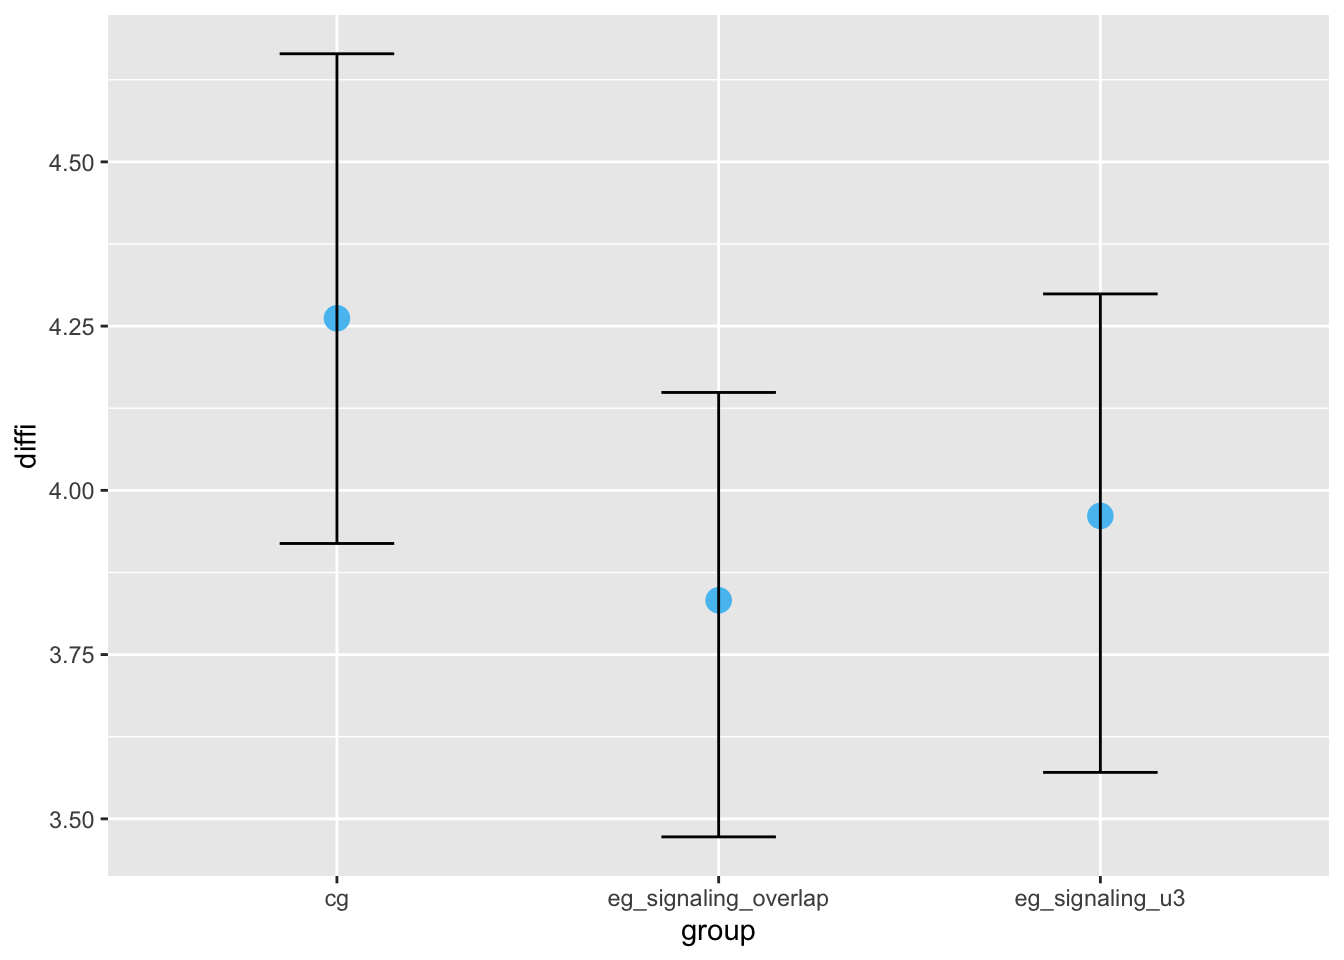 diffi
4.50
4.25
4.00
3.75
3.50
cg
eg_signaling_overlap
eg_signaling_u3
group